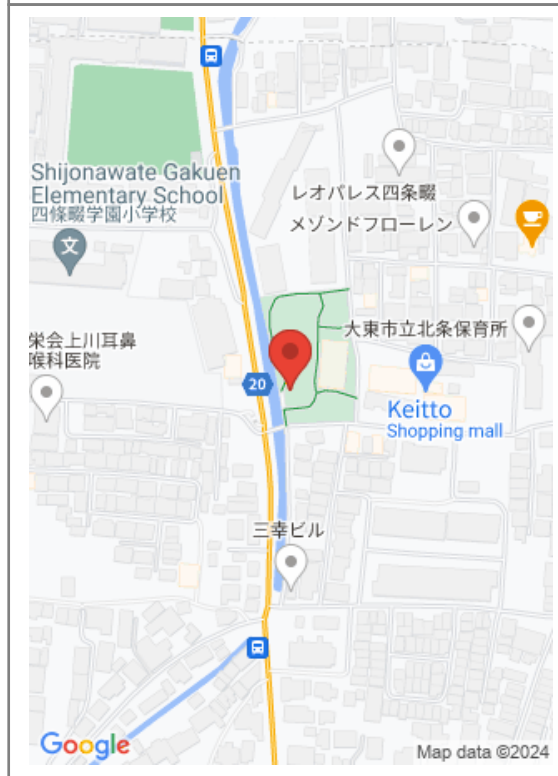 Shijonawate Gakuen
Elementary School
四條畷学園小学校
文
レオパレス四条畷
メゾンドフローレン
大東市立北条保育所
栄会上川耳鼻
喉科医院
20
Keitto
Shopping mall
三幸ビル
Google
Map data ©2024